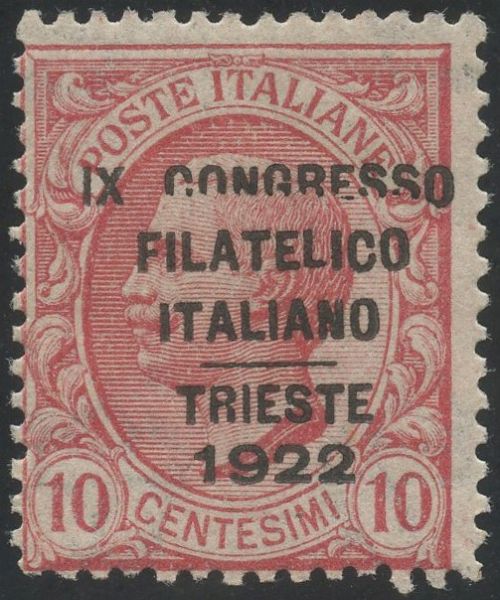 POSTE ITALIANE
IX CONGRESSO
FILATELICO
ITALIANO
TRIESTE
1922
10 CENTESIMI 10